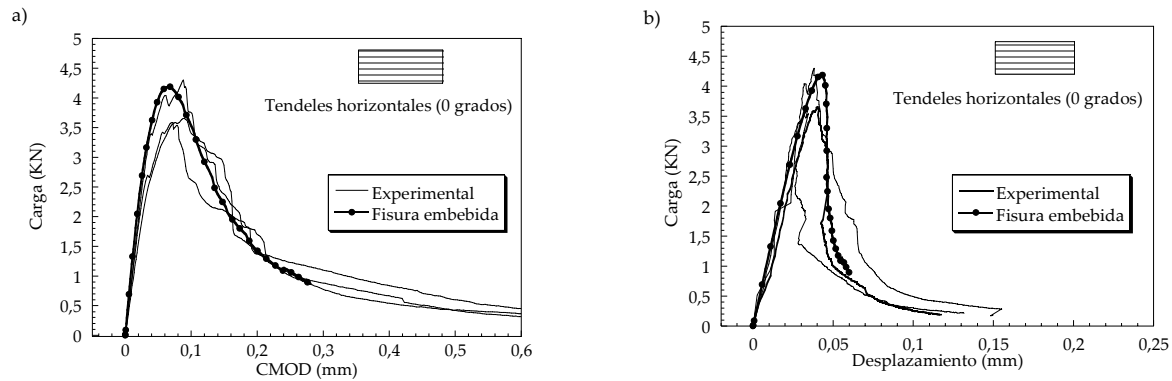 a)
5
4,5
4
3,5
3
2,5
2
1,5
1
0,5
0
Carga (KN)
Tendeles horizontales (0 grados)
Experimental
Fisura embebida
0 0,1 0,2 0,3 0,4 0,5 0,6
CMOD (mm)
b)
5
4,5
4
3,5
3
2,5
2
1,5
1
0,5
0
Carga (KN)
Tendeles horizontales (0 grados)
Experimental
Fisura embebida
0 0,05 0,1 0,15 0,2 0,25
Desplazamiento (mm)